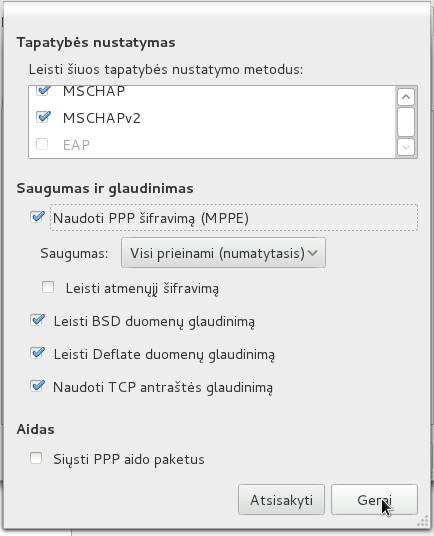 Tapatybės nustatymas
Leisti šiuos tapatybės nustatymo metodus:
MSCHAP
MSCHAPv2
EAP
Saugumas ir glaudinimas
Naudoti PPP šifravimą (MPPE)
Saugumas: Visi prieinami (numatytasis)
Leisti atmenųjį šifravimą
Leisti BSD duomenų glaudinimą
Leisti Deflate duomenų glaudinimą
Naudoti TCP antraštės glaudinimą
Aidas
Siųsti PPP aido paketus
Atsisakyti Gerai